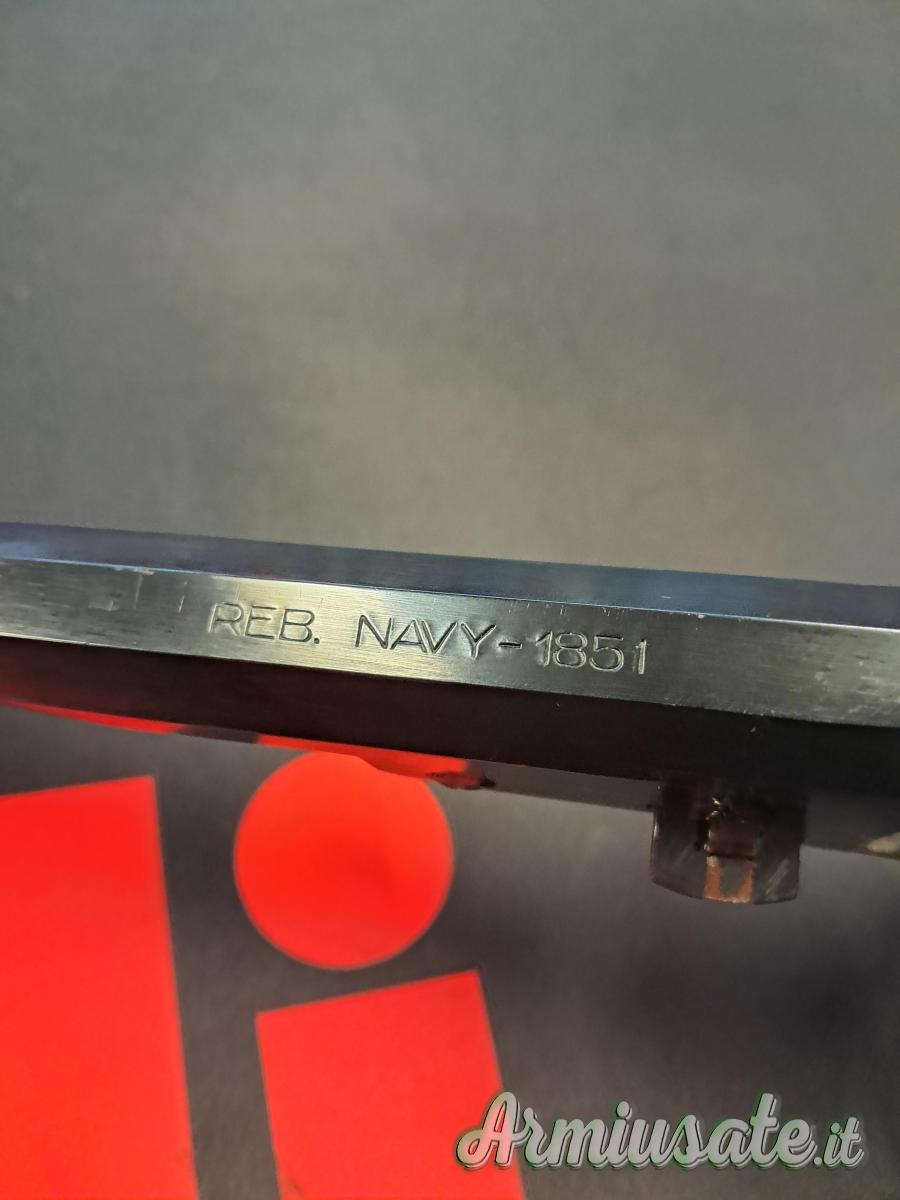 REB. NAVY-1851
Armiusate.it